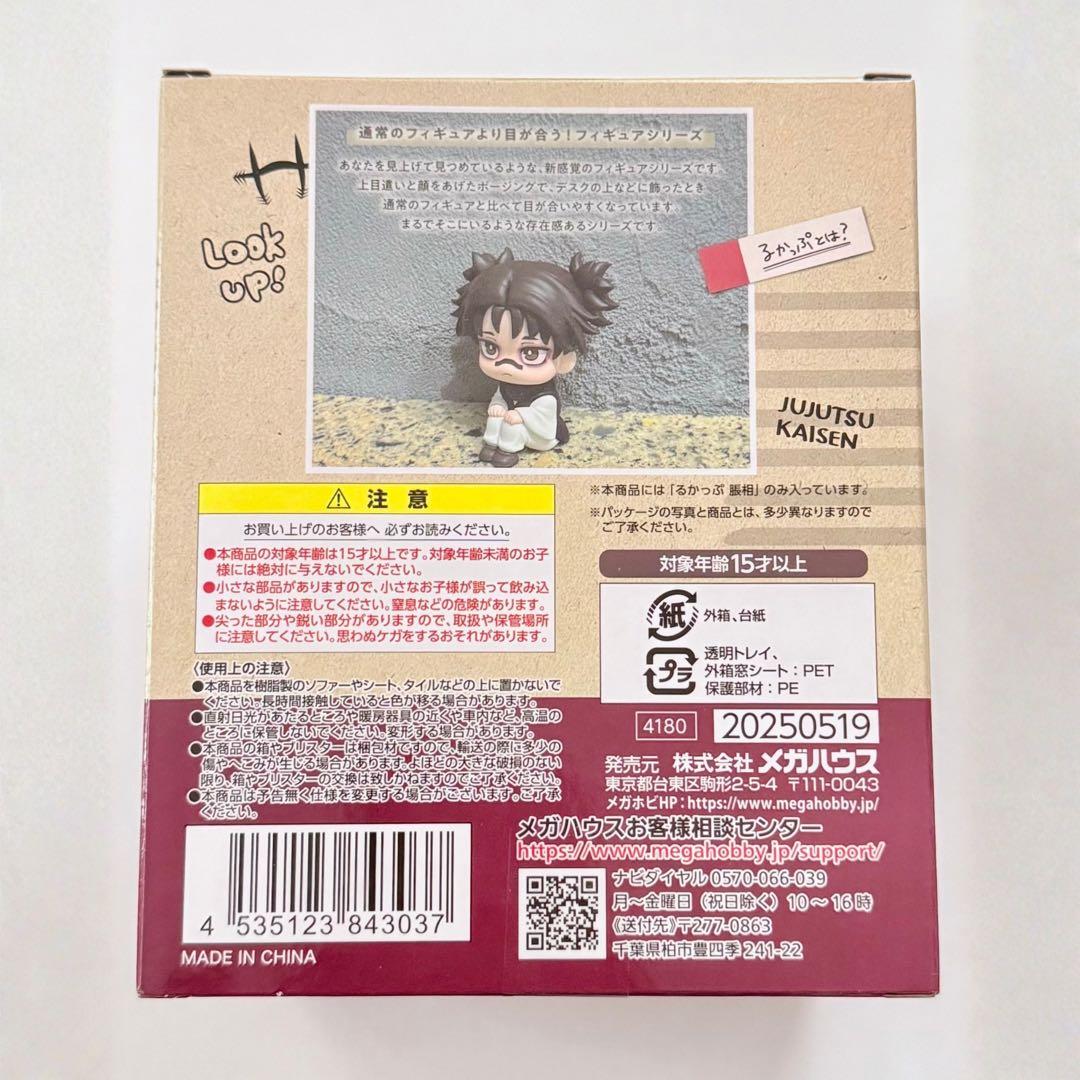 通常のフィギュアより目が合う!フィギュアシリーズ
あなたを見上げて見つめているような、新感覚のフィギュアシリーズです。
上目遣いと顔をあげたポージングで、デスクの上などに飾ったとき
通常のフィギュアと比べて目が合いやすくなっています。
まるでそこにいるような存在感あるシリーズです。
LOOK
UP!
るかっぷとは?
JUJUTSU
KAISEN
⚠ 注意
お買い上げのお客様へ 必ずお読みください。
●本商品の対象年齢は15才以上です。対象年齢未満のお子
様には絶対に与えないでください。
●小さな部品がありますので、小さなお子様が誤って飲み込
まないように注意してください。窒息などの危険があります。
●尖った部分や鋭い部分がありますので、取扱や保管場所
に注意してください。思わぬケガをするおそれがあります。
〈使用上の注意〉
●本商品を樹脂製のソファーやシート、タイルなどの上に置かないで
ください。長時間接触していると色が移る場合があります。
●直射日光があたるところや暖房器具の近くや車内など、高温の
ところに保管しないでください。変形する場合があります。
●本商品の箱やブリスターは梱包材ですので、輸送の際に多少の
傷やへこみが生じる場合があります。よほどの大きな破損のない
限り、箱やブリスターの交換は致しかねますのでご了承ください。
●本商品は予告無く仕様を変更する場合がございます。ご了承
ください。
4 535123 843037
MADE IN CHINA
※本商品には「るかっぷ 脹相」のみ入っています。
※パッケージの写真と商品とは、多少異なりますので
ご了承ください。
対象年齢15才以上
紙 外箱、台紙
プラ 透明トレイ、
外箱窓シート:PET
保護部材:PE
4180 20250519
発売元 株式会社 メガハウス
東京都台東区駒形2-5-4 〒111-0043
メガホビHP:https://www.megahobby.jp/
メガハウスお客様相談センター
https://www.megahobby.jp/support/
ナビダイヤル 0570-066-039
月〜金曜日(祝日除く)10〜16時
《送付先》〒277-0863
千葉県柏市豊四季241-22